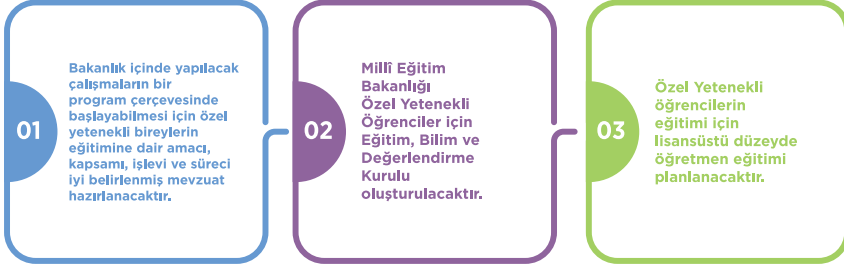 01
Bakanlık içinde yapılacak
çalışmaların bir
program çerçevesinde
başlayabilmesi için özel
yetenekli bireylerin
eğitimine dair amacı,
kapsamı, işlevi ve süreci
iyi belirlenmiş mevzuat
hazırlanacaktır.
02
Millî Eğitim
Bakanlığı
Özel Yetenekli
Öğrenciler için
Eğitim, Bilim ve
Değerlendirme
Kurulu
oluşturulacaktır.
03
Özel Yetenekli
öğrencilerin
eğitimi için
lisansüstü düzeyde
öğretmen eğitimi
planlanacaktır.